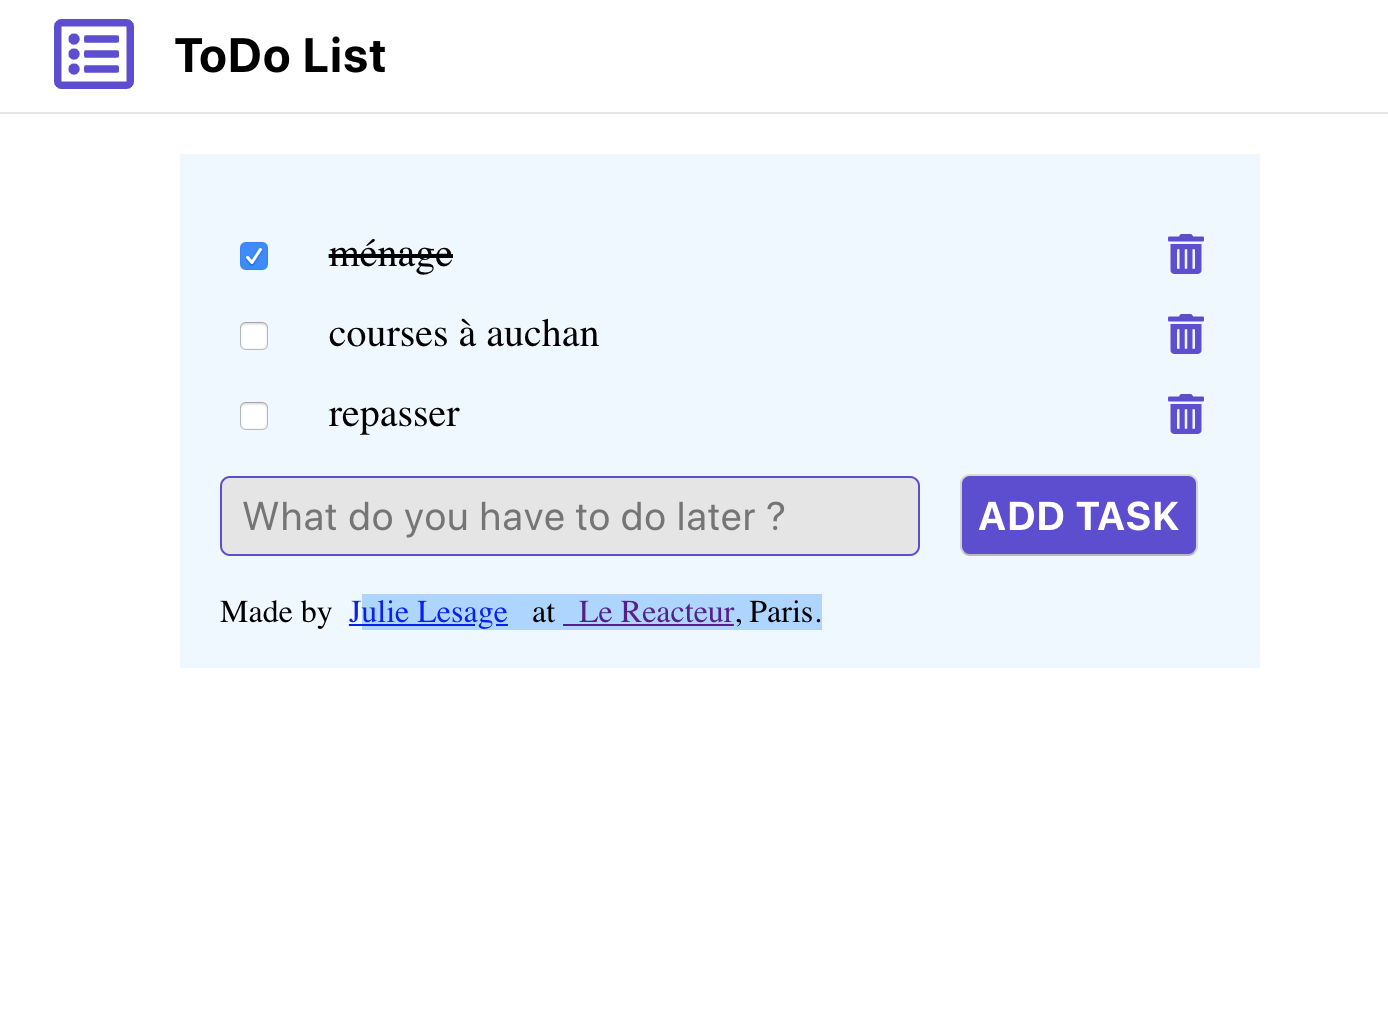 ToDo List
ménage
courses à auchan
repasser
What do you have to do later ?
ADD TASK
Made by Julie Lesage at Le Reacteur, Paris.